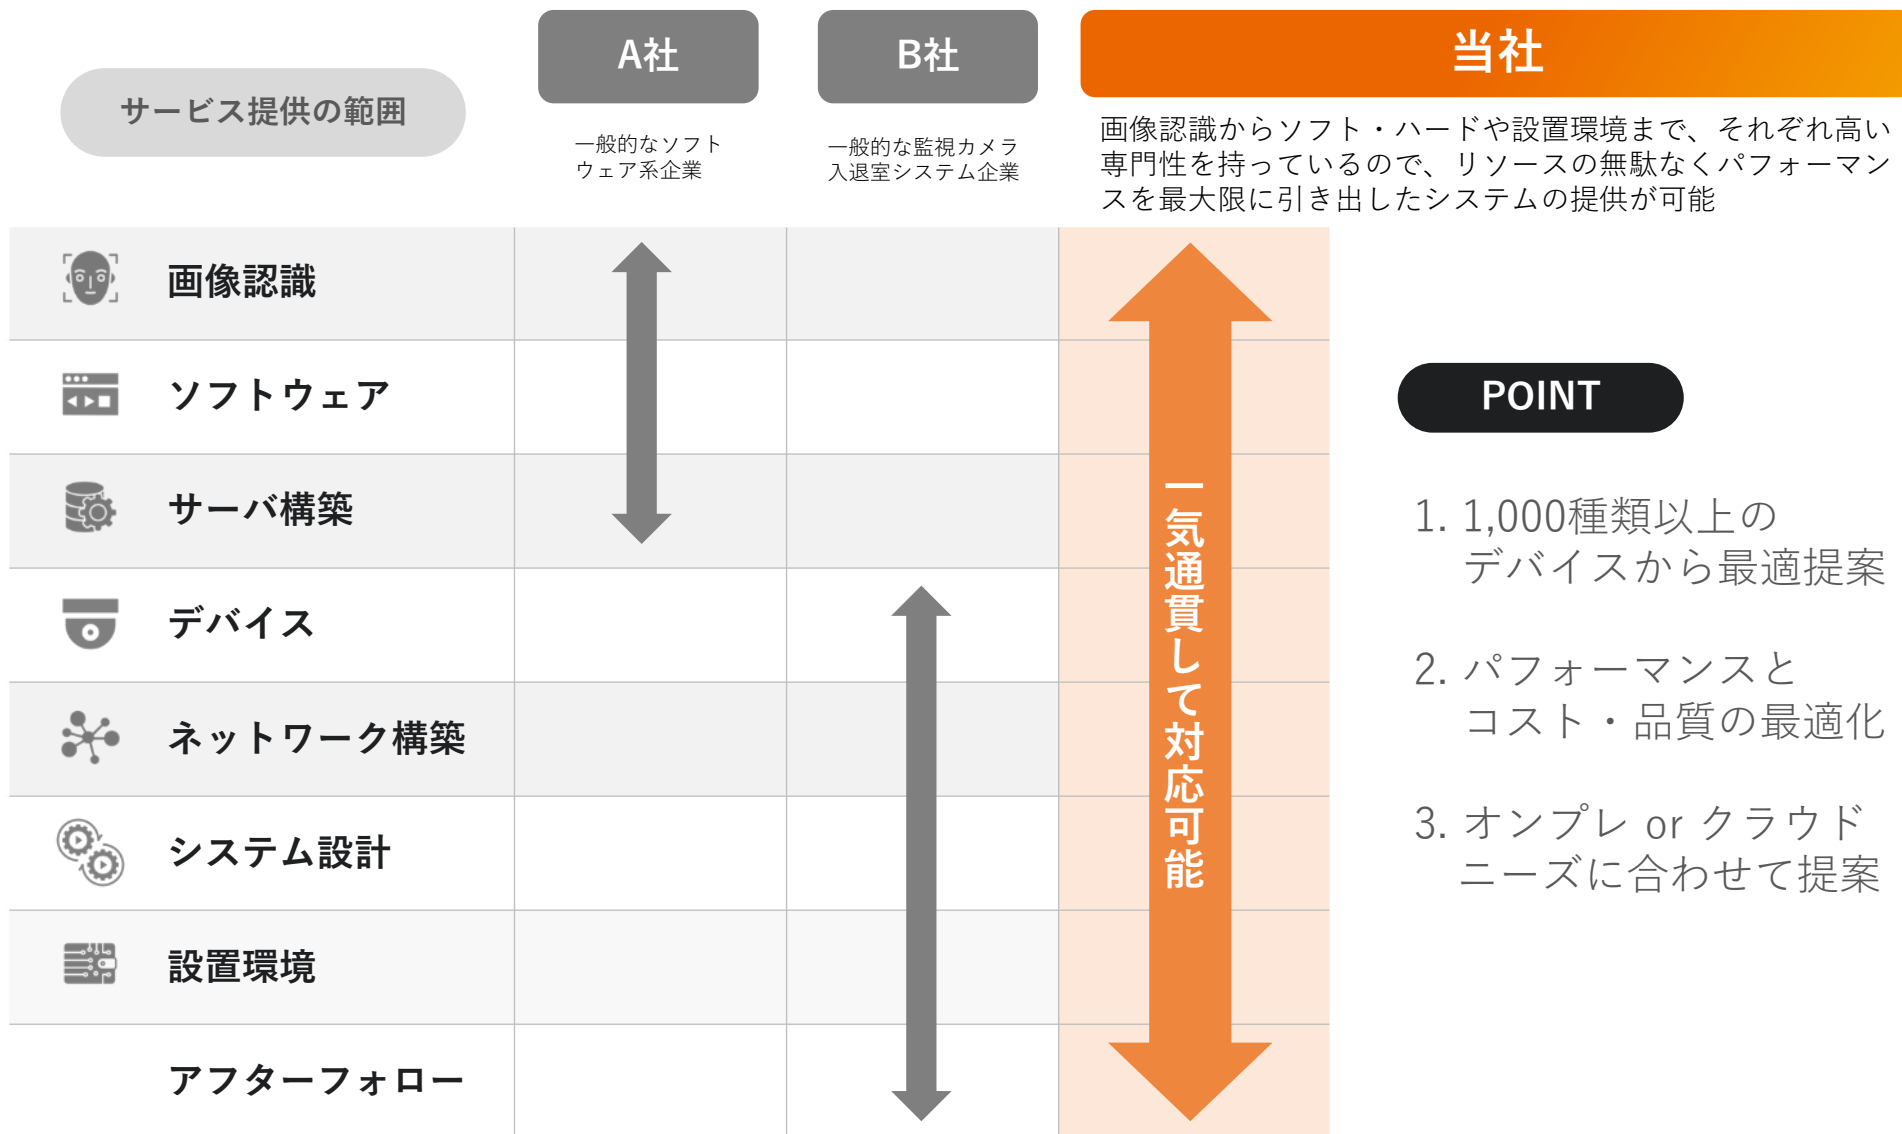 サービス提供の範囲
A社
B社
当社
一般的なソフト
ウェア系企業
一般的な監視カメラ
入退室システム企業
画像認識からソフト・ハードや設置環境まで、それぞれ高い
専門性を持っているので、リソースの無駄なくパフォーマン
スを最大限に引き出したシステムの提供が可能
画像認識
ソフトウェア
サーバ構築
デバイス
ネットワーク構築
システム設計
設置環境
アフターフォロー
一気通貫して対応可能
POINT
1. 1,000種類以上の
デバイスから最適提案
2. パフォーマンスと
コスト・品質の最適化
3. オンプレ or クラウド
ニーズに合わせて提案